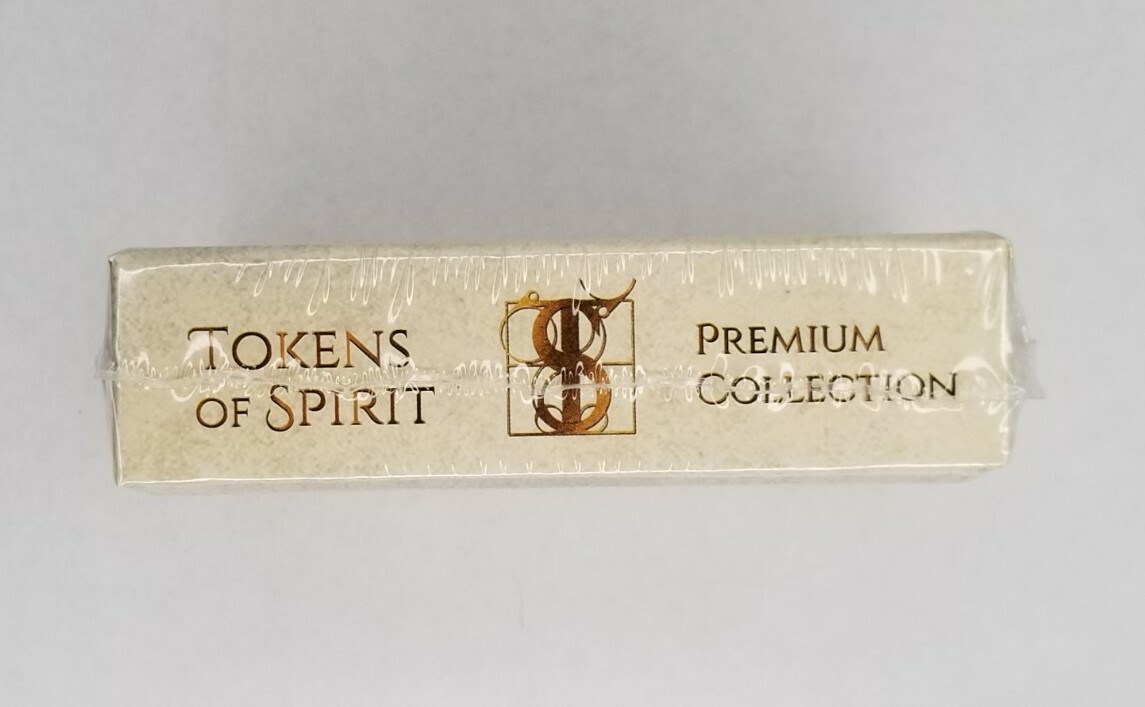 TOKENS
OF SPIRIT
PREMIUM
COLLECTION